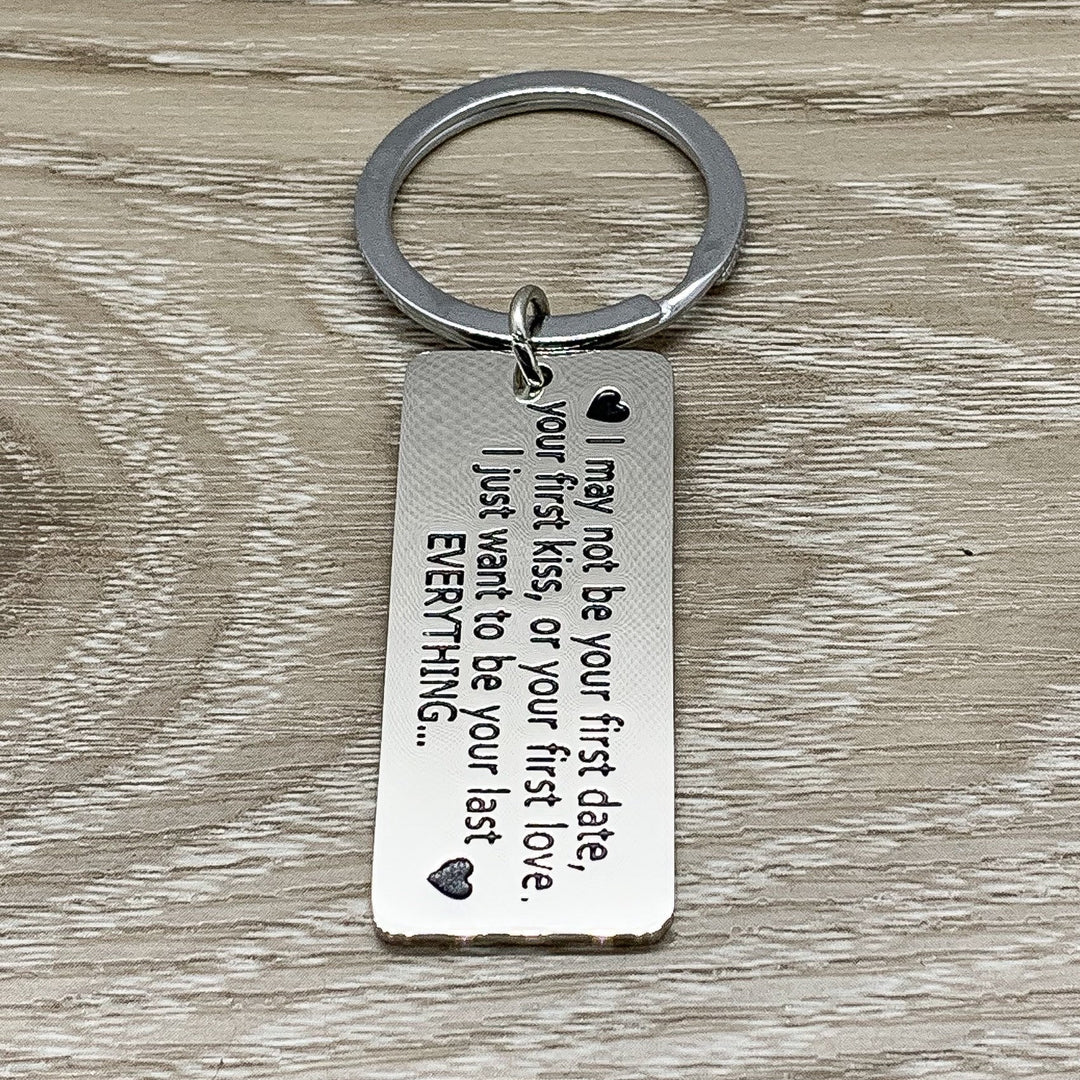 I may not be your first date,
your first kiss, or your first love.
I just want to be your last
EVERYTHING...